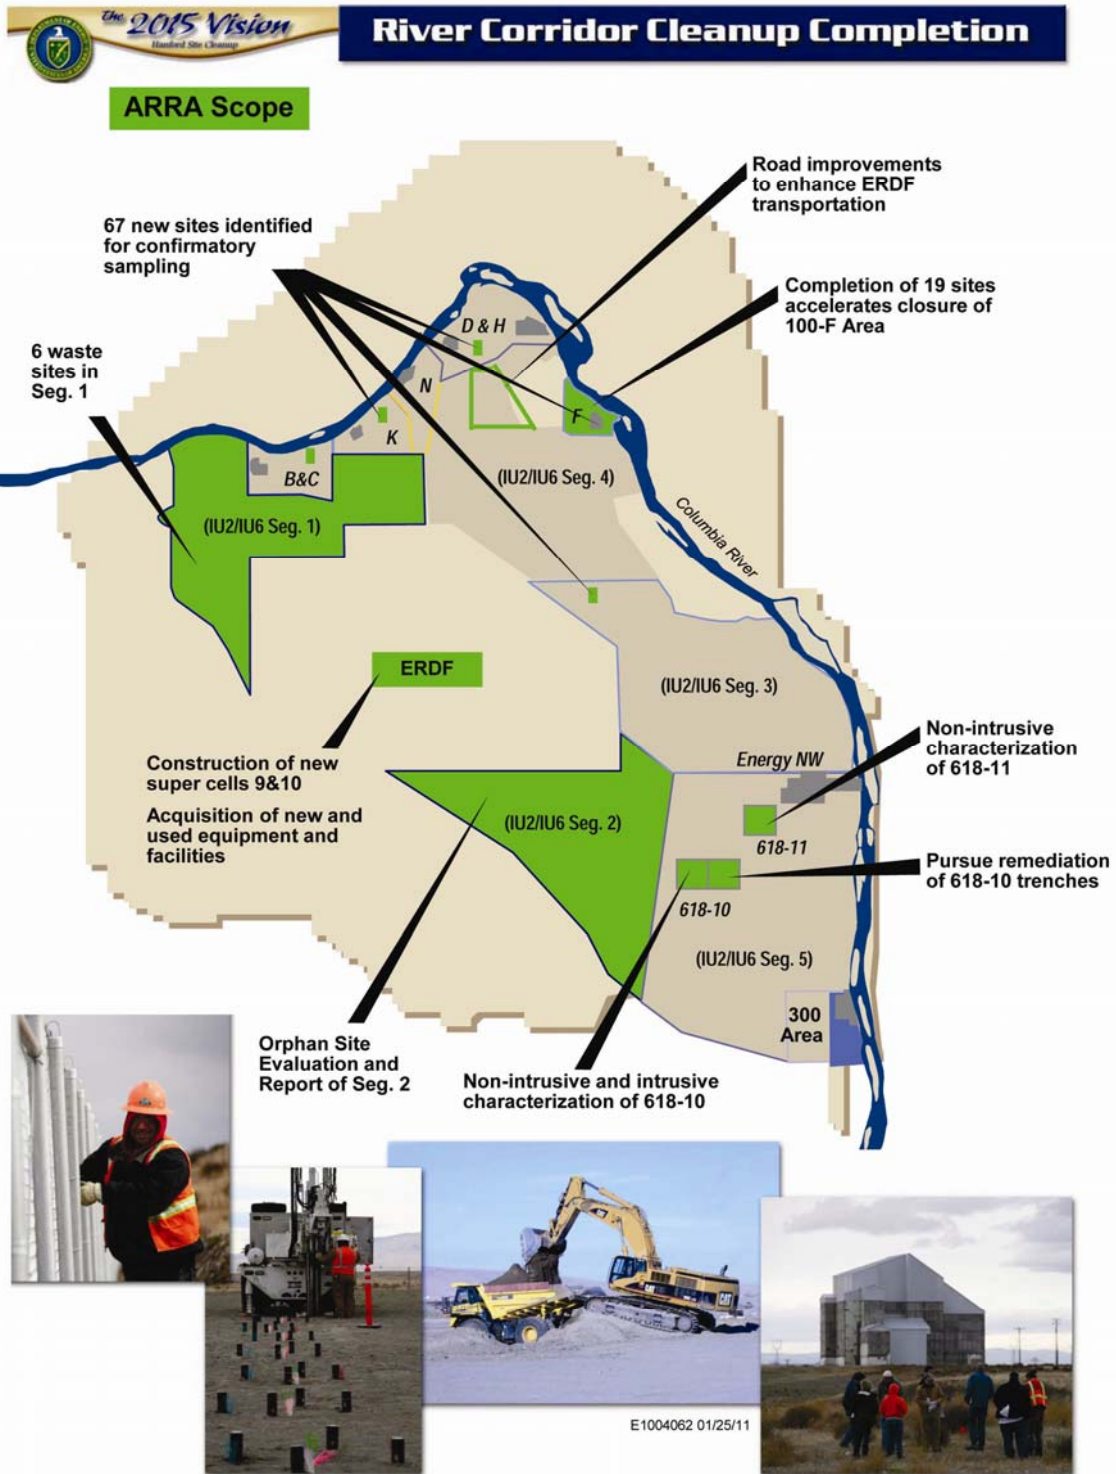 The 2015 Vision
Hanford Site Cleanup
River Corridor Cleanup Completion
ARRA Scope
Road improvements
to enhance ERDF
transportation
67 new sites identified
for confirmatory
sampling
Completion of 19 sites
accelerates closure of
100-F Area
6 waste
sites in
Seg. 1
D & H
N
F
K
B&C
(IU2/IU6 Seg. 4)
(IU2/IU6 Seg. 1)
Columbia River
ERDF
(IU2/IU6 Seg. 3)
Construction of new
super cells 9&10
Acquisition of new and
used equipment and
facilities
Energy NW
Non-intrusive
characterization
of 618-11
(IU2/IU6 Seg. 2)
618-11
Pursue remediation
of 618-10 trenches
618-10
(IU2/IU6 Seg. 5)
300
Area
Orphan Site
Evaluation and
Report of Seg. 2
Non-intrusive and intrusive
characterization of 618-10
CAT
E1004062 01/25/11